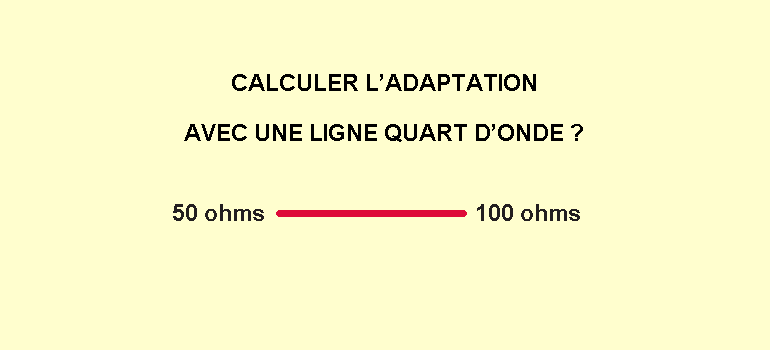 CALCULER L’ADAPTATION
AVEC UNE LIGNE QUART D’ONDE ?
50 ohms 100 ohms